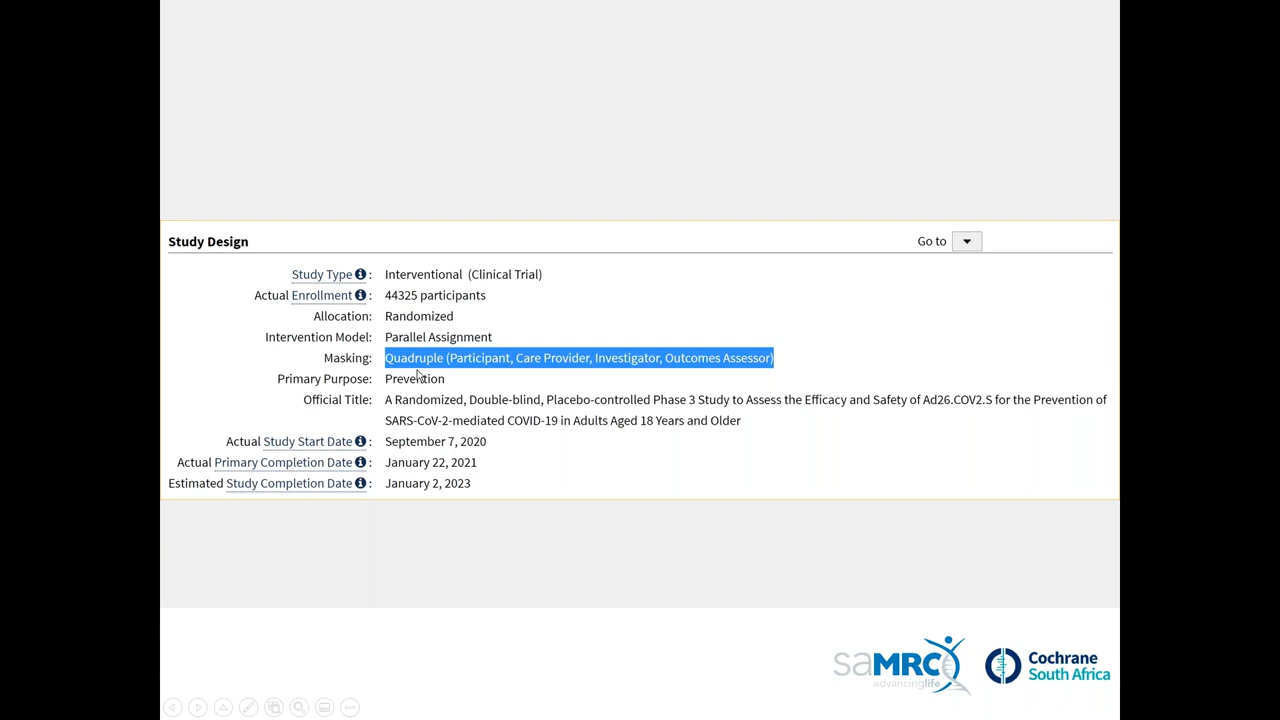 Study Design
Go to
Study Type : Interventional (Clinical Trial)
Actual Enrollment : 44325 participants
Allocation: Randomized
Intervention Model: Parallel Assignment
Masking: Quadruple (Participant, Care Provider, Investigator, Outcomes Assessor)
Primary Purpose: Prevention
Official Title: A Randomized, Double-blind, Placebo-controlled Phase 3 Study to Assess the Efficacy and Safety of Ad26.COV2.S for the Prevention of
SARS-CoV-2-mediated COVID-19 in Adults Aged 18 Years and Older
Actual Study Start Date : September 7, 2020
Actual Primary Completion Date : January 22, 2021
Estimated Study Completion Date : January 2, 2023
saMRC
advancinglife
Cochrane
South Africa